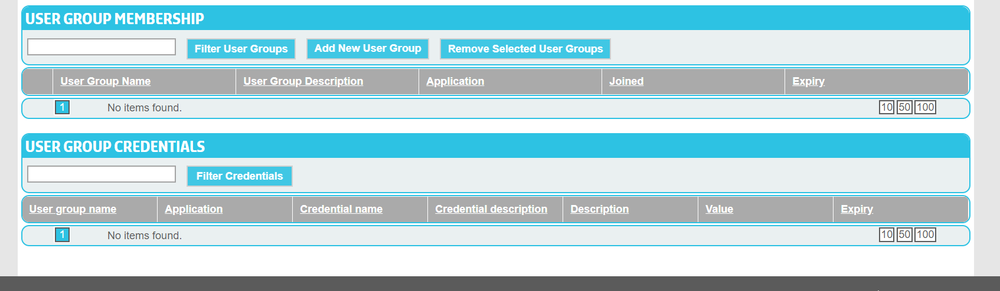 USER GROUP MEMBERSHIP
Filter User Groups Add New User Group Remove Selected User Groups
User Group Name User Group Description Application Joined Expiry
1 No items found. 10 50 100
USER GROUP CREDENTIALS
Filter Credentials
User group name Application Credential name Credential description Description Value Expiry
1 No items found. 10 50 100